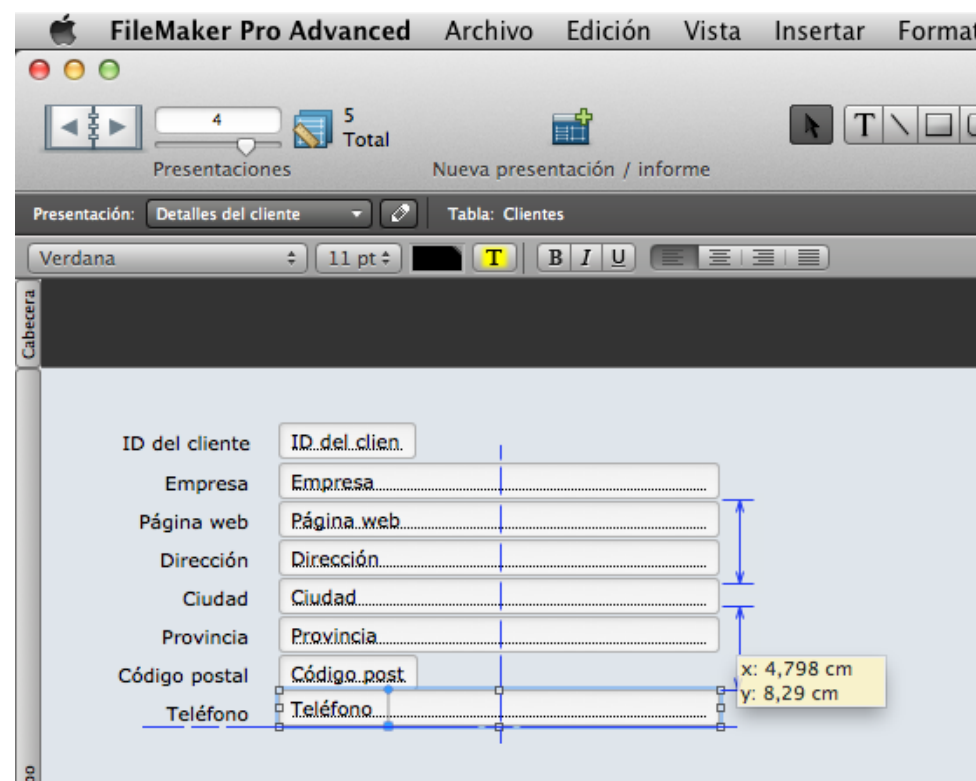 FileMaker Pro Advanced Archivo Edición Vista Insertar
4
5
Total
Presentaciones
Nueva presentación / informe
T
Presentación: Detalles del cliente Tabla: Clientes
Verdana 11 pt T B I U
Cabecera
ID del cliente ID del clien
Empresa Empresa
Página web Página web
Dirección Dirección
Ciudad Ciudad
Provincia Provincia
Código postal Código post
Teléfono Teléfono
x: 4,798 cm
y: 8,29 cm